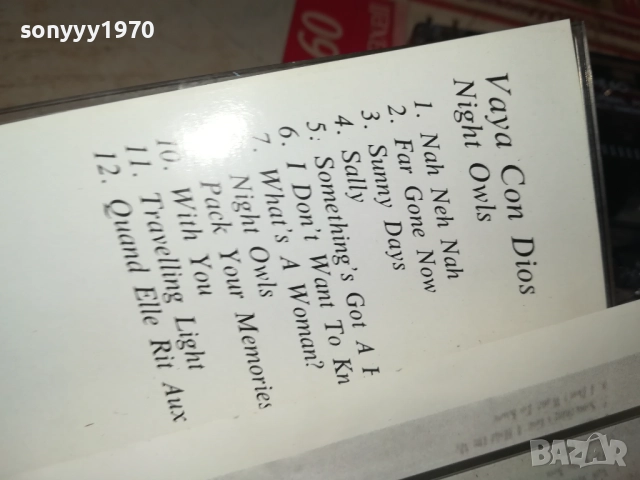 sonyyy1970
Vaya Con Dios
Night Owls
1. Nah Neh Nah
2. Far Gone Now
3. Sunny Days
4. Sally
5: Something's Got A
6. I Don't Want To Kn
7. What's A Woman?
Night Owls
Pack Your Memories
10. With You
11. Travelling Light
12. Quand Elle Rit Aux
60
BAZAR